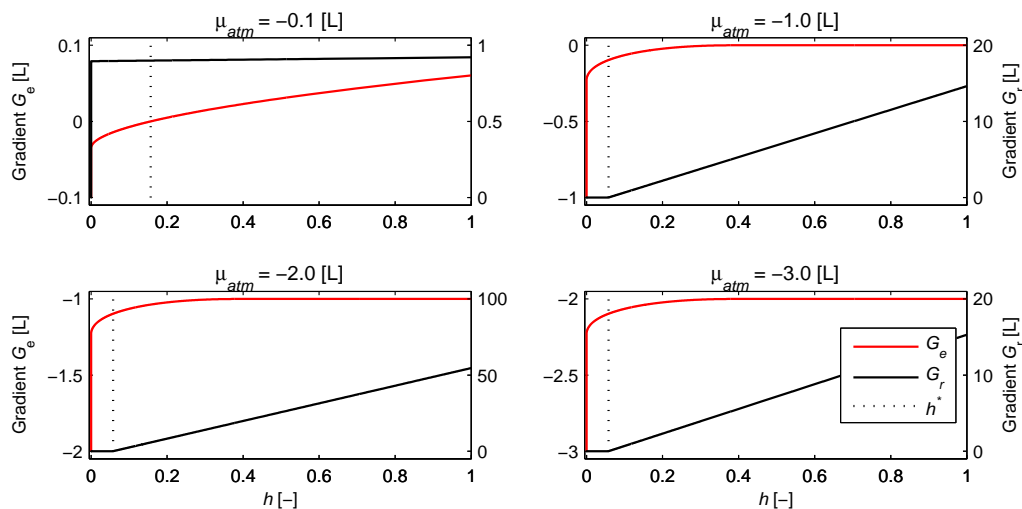 μatm = −0.1 [L]
μatm = −1.0 [L]
Gradient Ge [L]
0.1
0
−0.1
1
0.5
0
0 0.2 0.4 0.6 0.8 1
0
−0.5
−1
20
10
0
Gradient Gr [L]
0 0.2 0.4 0.6 0.8 1
μatm = −2.0 [L]
μatm = −3.0 [L]
Gradient Ge [L]
−1
−1.5
−2
100
50
0
0 0.2 0.4 0.6 0.8 1
h [−]
−2
−2.5
−3
20
10
0
Gradient Gr [L]
Ge
Gr
h*
0 0.2 0.4 0.6 0.8 1
h [−]